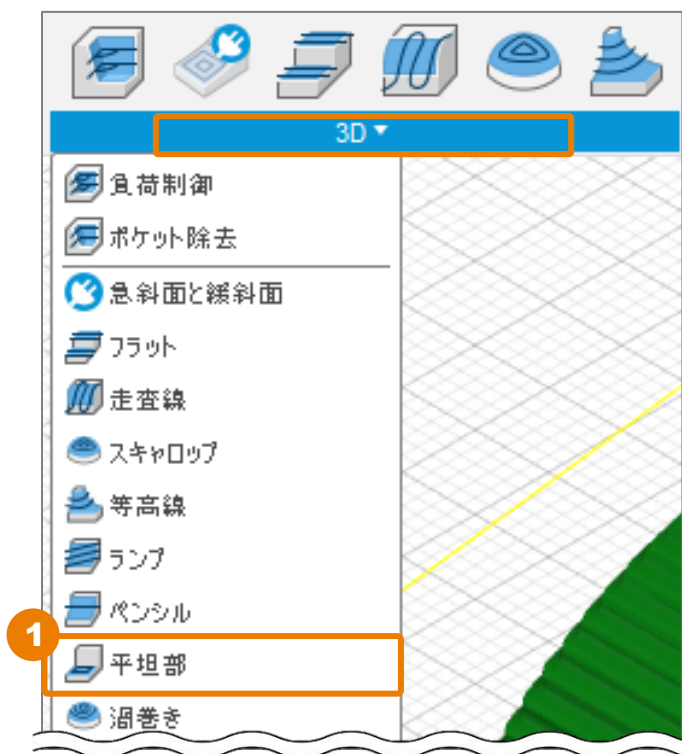 3D
負荷制御
ポケット除去
急斜面と緩斜面
フラット
走査線
スキャロップ
等高線
ランプ
ペンシル
1
平坦部
渦巻き